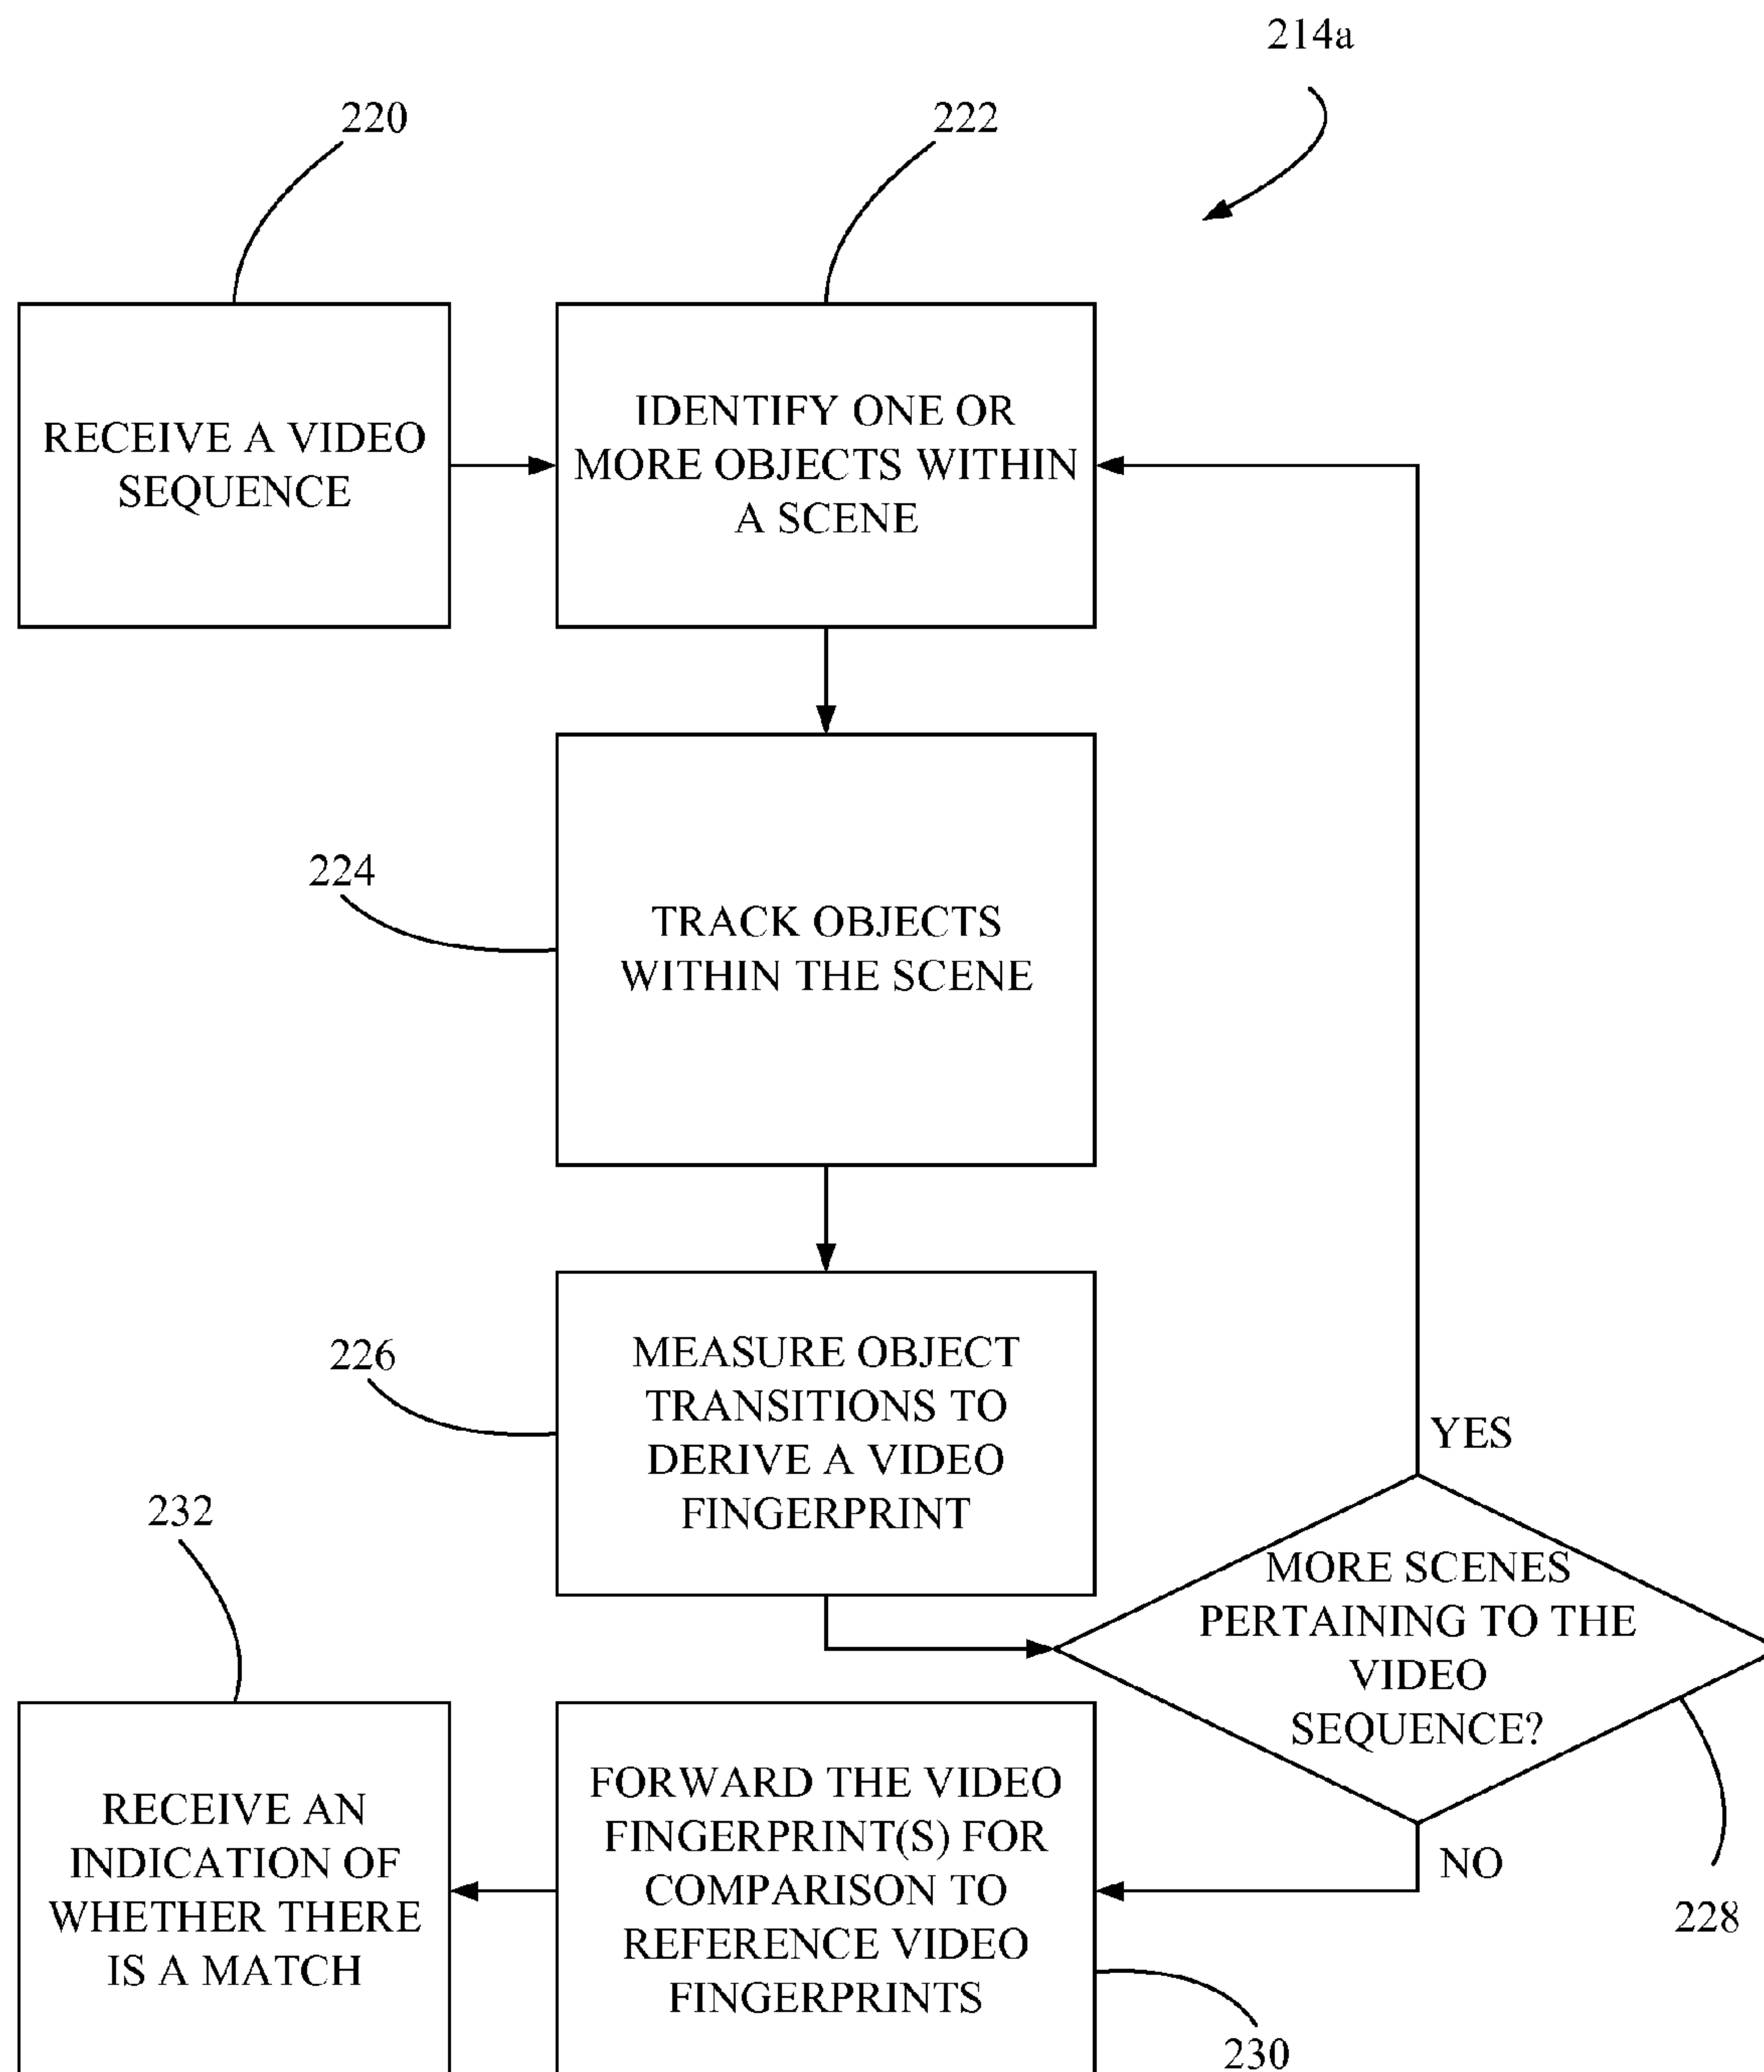 214a
220
222
RECEIVE A VIDEO
SEQUENCE
IDENTIFY ONE OR
MORE OBJECTS WITHIN
A SCENE
224
TRACK OBJECTS
WITHIN THE SCENE
226
MEASURE OBJECT
TRANSITIONS TO
DERIVE A VIDEO
FINGERPRINT
YES
MORE SCENES
PERTAINING TO THE
VIDEO
SEQUENCE?
228
NO
FORWARD THE VIDEO
FINGERPRINT(S) FOR
COMPARISON TO
REFERENCE VIDEO
FINGERPRINTS
230
232
RECEIVE AN
INDICATION OF
WHETHER THERE
IS A MATCH